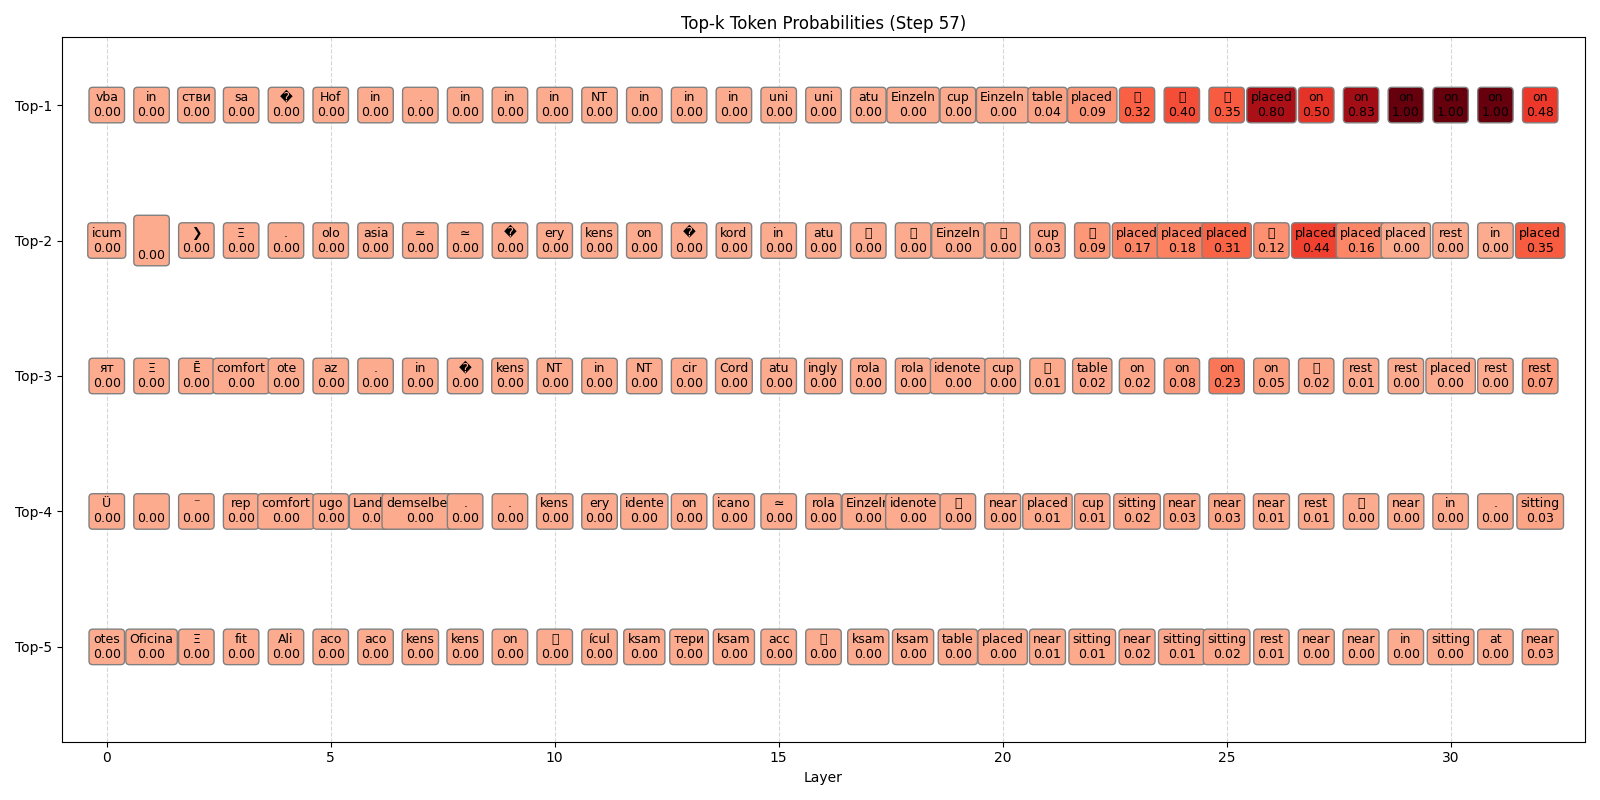 Top-k Token Probabilities (Step 57)
Top-1
vba in стви sa � Hof in . in in in NT in in in uni uni atu Einzeln cup Einzeln table placed placed on on on on on on
0.00 0.00 0.00 0.00 0.00 0.00 0.00 0.00 0.00 0.00 0.00 0.00 0.00 0.00 0.00 0.00 0.00 0.00 0.00 0.00 0.00 0.04 0.09 0.32 0.40 0.35 0.80 0.50 0.83 1.00 1.00 1.00 0.48
Top-2
icum ❯ Ξ . olo asia ≃ ≃ � ery kens on � kord in atu Einzeln cup placed placed placed placed placed placed rest in placed
0.00 0.00 0.00 0.00 0.00 0.00 0.00 0.00 0.00 0.00 0.00 0.00 0.00 0.00 0.00 0.00 0.00 0.00 0.00 0.00 0.00 0.03 0.09 0.17 0.18 0.31 0.12 0.44 0.16 0.00 0.00 0.00 0.35
Top-3
ят Ξ Ē comfort ote az . in � kens NT in NT cir Cord atu ingly rola rola idenote cup table on on on on rest rest placed rest rest
0.00 0.00 0.00 0.00 0.00 0.00 0.00 0.00 0.00 0.00 0.00 0.00 0.00 0.00 0.00 0.00 0.00 0.00 0.00 0.00 0.00 0.01 0.02 0.02 0.08 0.23 0.05 0.02 0.01 0.00 0.00 0.00 0.07
Top-4
Ü ⁻ rep comfort ugo Land demselbe . . kens ery idente on icano ≃ rola Einzeln idenote near placed cup sitting near near near rest near in . sitting
0.00 0.00 0.00 0.00 0.00 0.00 0.0 0.00 0.00 0.00 0.00 0.00 0.00 0.00 0.00 0.00 0.00 0.00 0.00 0.00 0.00 0.01 0.01 0.02 0.03 0.03 0.01 0.01 0.00 0.00 0.00 0.00 0.03
Top-5
otes Oficina Ξ fit Ali aco aco kens kens on ícul ksam тери ksam acc ksam ksam table placed near sitting near sitting sitting rest near near in sitting at near
0.00 0.00 0.00 0.00 0.00 0.00 0.00 0.00 0.00 0.00 0.00 0.00 0.00 0.00 0.00 0.00 0.00 0.00 0.00 0.00 0.00 0.01 0.01 0.02 0.01 0.02 0.01 0.00 0.00 0.00 0.00 0.00 0.03
0 5 10 15 20 25 30
Layer